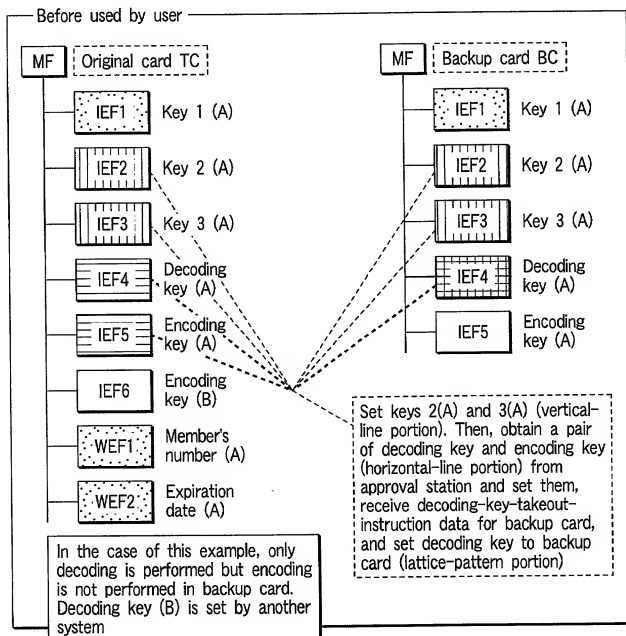 Before used by user
MF
Original card TC
IEF1
Key 1 (A)
IEF2
Key 2 (A)
IEF3
Key 3 (A)
IEF4
Decoding
key (A)
IEF5
Encoding
key (A)
IEF6
Encoding
key (B)
WEF1
Member's
number (A)
WEF2
Expiration
date (A)
In the case of this example, only
decoding is performed but encoding
is not performed in backup card.
Decoding key (B) is set by another
system
MF
Backup card BC
IEF1
Key 1 (A)
IEF2
Key 2 (A)
IEF3
Key 3 (A)
IEF4
Decoding
key (A)
IEF5
Encoding
key (A)
Set keys 2(A) and 3(A) (vertical-
line portion). Then, obtain a pair
of decoding key and encoding key
(horizontal-line portion) from
approval station and set them,
receive decoding-key-takeout-
instruction data for backup card,
and set decoding key to backup
card (lattice-pattern portion)